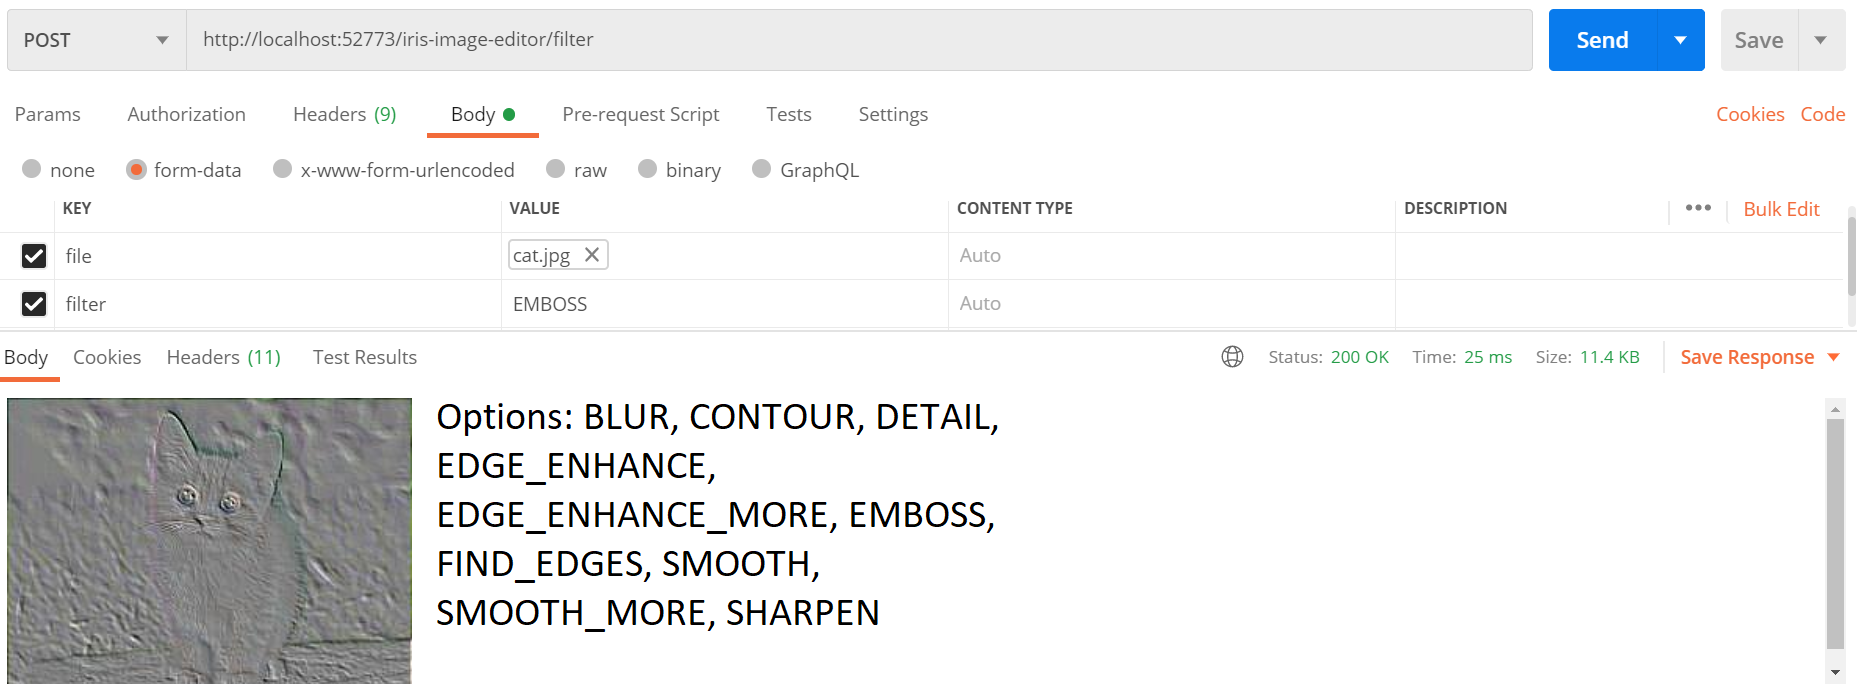 POST http://localhost:52773/iris-image-editor/filter Send Save
Params Authorization Headers (9) Body Pre-request Script Tests Settings Cookies Code
none form-data x-www-form-urlencoded raw binary GraphQL
KEY VALUE CONTENT TYPE DESCRIPTION ••• Bulk Edit
file cat.jpg Auto
filter EMBOSS Auto
Body Cookies Headers (11) Test Results Status: 200 OK Time: 25 ms Size: 11.4 KB Save Response
Options: BLUR, CONTOUR, DETAIL,
EDGE_ENHANCE,
EDGE_ENHANCE_MORE, EMBOSS,
FIND_EDGES, SMOOTH,
SMOOTH_MORE, SHARPEN